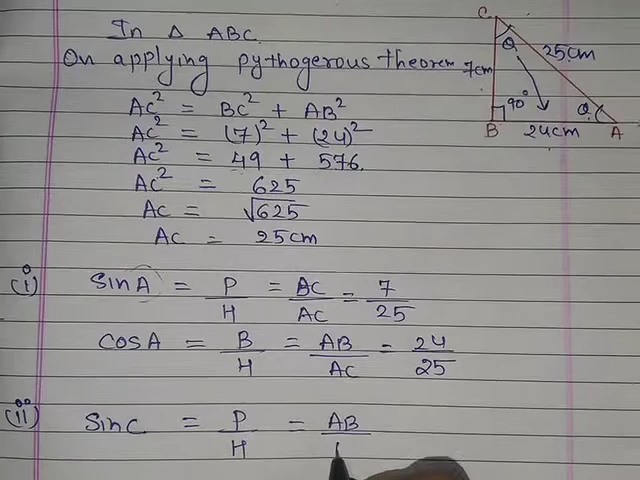 In Δ ABC
On applying pythogerous theorem
AC² = BC² + AB²
AC² = (7)² + (24)²
AC² = 49 + 576
AC² = 625
AC = √625
AC = 25cm
(i) Sin A = P/H = BC/AC = 7/25
COSA = B/H = AB/AC = 24/25
(ii) Sin C = P/H = AB/
C
θ
25cm
7cm
90°
θ
B
24cm
A